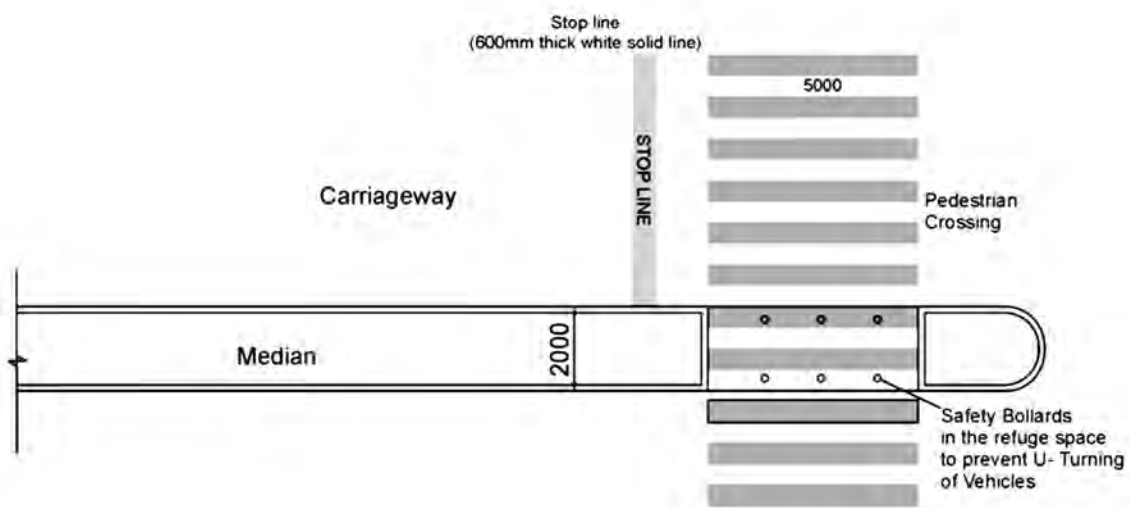 Stop line
(600mm thick white solid line)
5000
STOP LINE
Carriageway
Pedestrian
Crossing
Median
2000
Safety Bollards
in the refuge space
to prevent U- Turning
of Vehicles